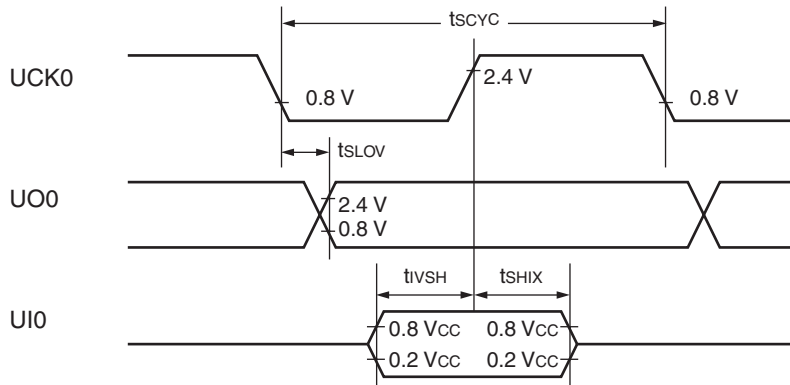 tSCYC
UCK0
2.4 V
0.8 V
0.8 V
tSLOV
UO0
2.4 V
0.8 V
tIVSH
tSHIX
UI0
0.8 VCC
0.8 VCC
0.2 VCC
0.2 VCC